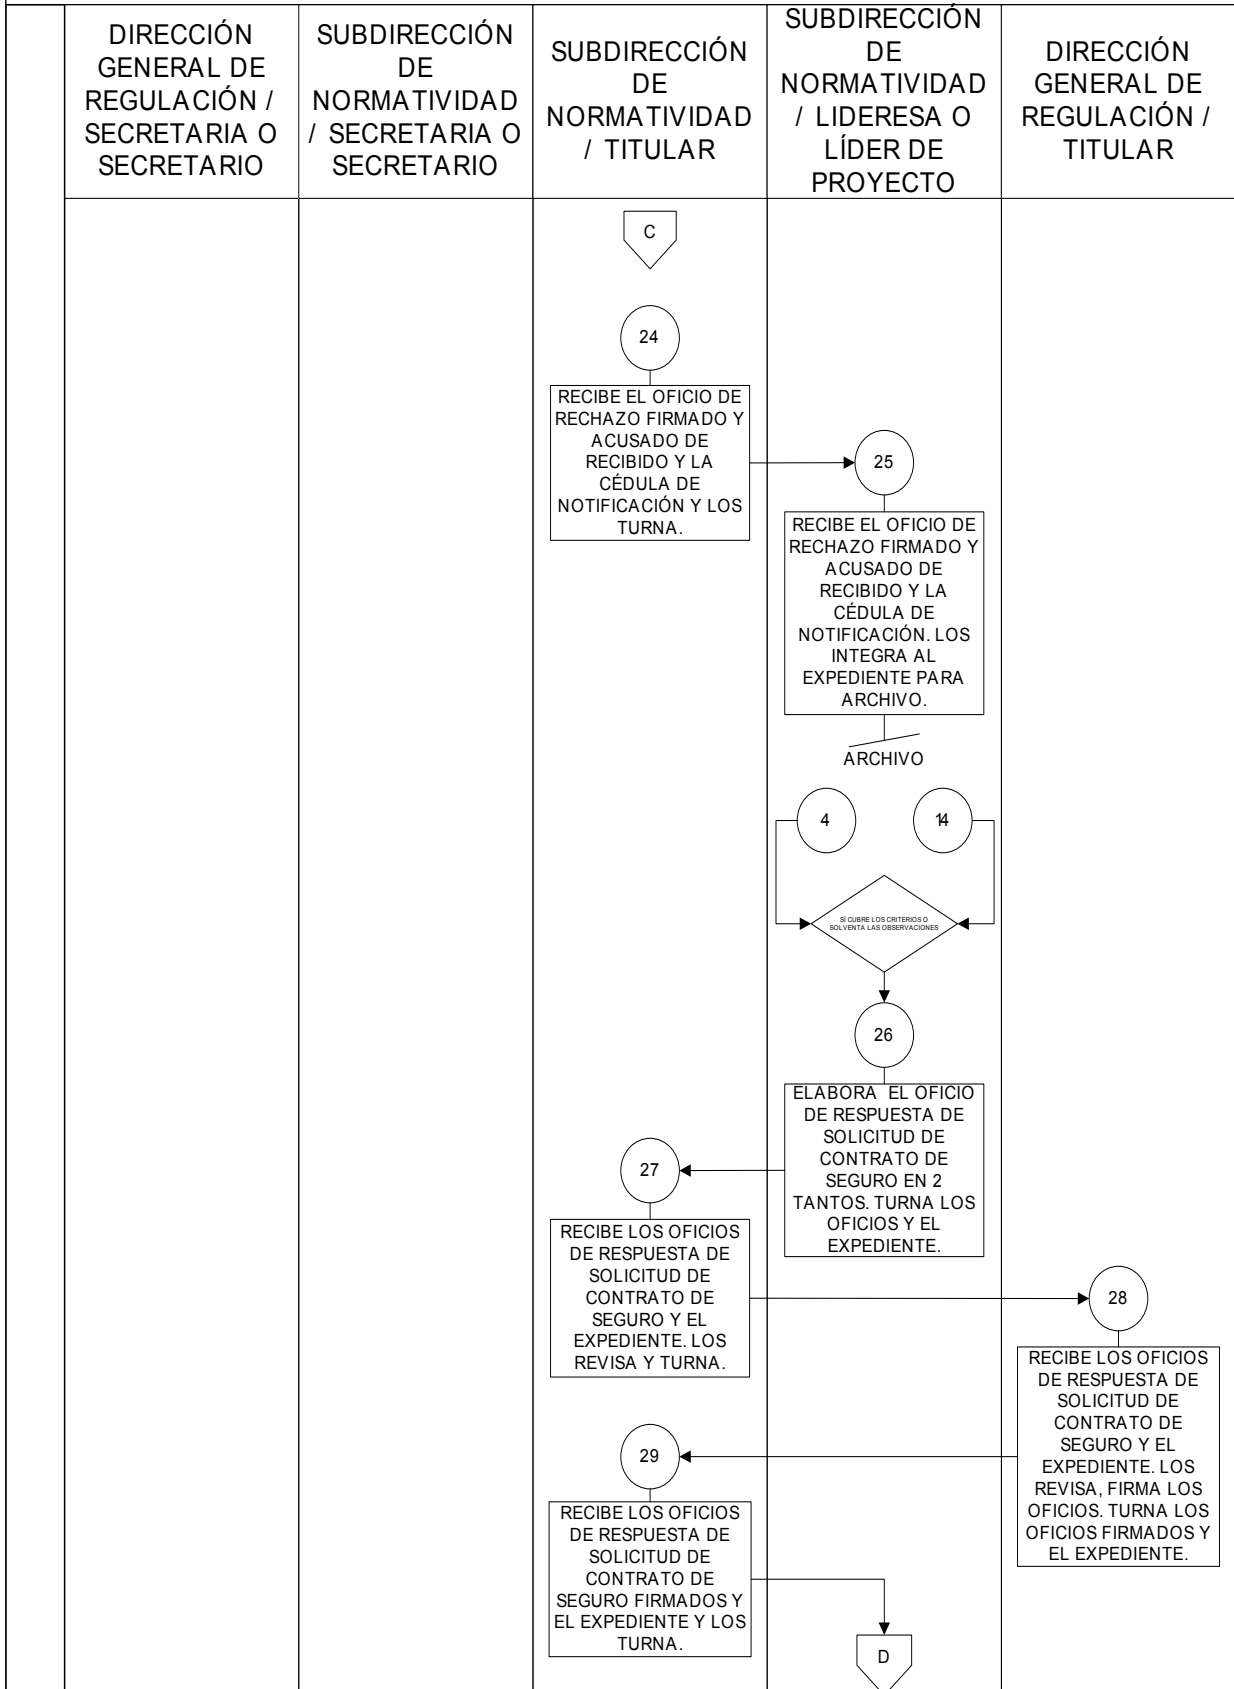 DIRECCIÓN
GENERAL DE
REGULACIÓN /
SECRETARIA O
SECRETARIO
SUBDIRECCIÓN
DE
NORMATIVIDAD
/ SECRETARIA O
SECRETARIO
SUBDIRECCIÓN
DE
NORMATIVIDAD
/ TITULAR
SUBDIRECCIÓN
DE
NORMATIVIDAD
/ LIDERESA O
LÍDER DE
PROYECTO
DIRECCIÓN
GENERAL DE
REGULACIÓN /
TITULAR
C
24
RECIBE EL OFICIO DE
RECHAZO FIRMADO Y
ACUSADO DE
RECIBIDO Y LA
CÉDULA DE
NOTIFICACIÓN Y LOS
TURNA.
25
RECIBE EL OFICIO DE
RECHAZO FIRMADO Y
ACUSADO DE
RECIBIDO Y LA
CÉDULA DE
NOTIFICACIÓN. LOS
INTEGRA AL
EXPEDIENTE PARA
ARCHIVO.
ARCHIVO
4
14
SÍ CUBRE LOS CRITERIOS O
SOLVENTA LAS OBSERVACIONES
26
ELABORA EL OFICIO
DE RESPUESTA DE
SOLICITUD DE
CONTRATO DE
SEGURO EN 2
TANTOS. TURNA LOS
OFICIOS Y EL
EXPEDIENTE.
27
RECIBE LOS OFICIOS
DE RESPUESTA DE
SOLICITUD DE
CONTRATO DE
SEGURO Y EL
EXPEDIENTE. LOS
REVISA Y TURNA.
28
RECIBE LOS OFICIOS
DE RESPUESTA DE
SOLICITUD DE
CONTRATO DE
SEGURO Y EL
EXPEDIENTE. LOS
REVISA, FIRMA LOS
OFICIOS. TURNA LOS
OFICIOS FIRMADOS Y
EL EXPEDIENTE.
29
RECIBE LOS OFICIOS
DE RESPUESTA DE
SOLICITUD DE
CONTRATO DE
SEGURO FIRMADOS Y
EL EXPEDIENTE Y LOS
TURNA.
D